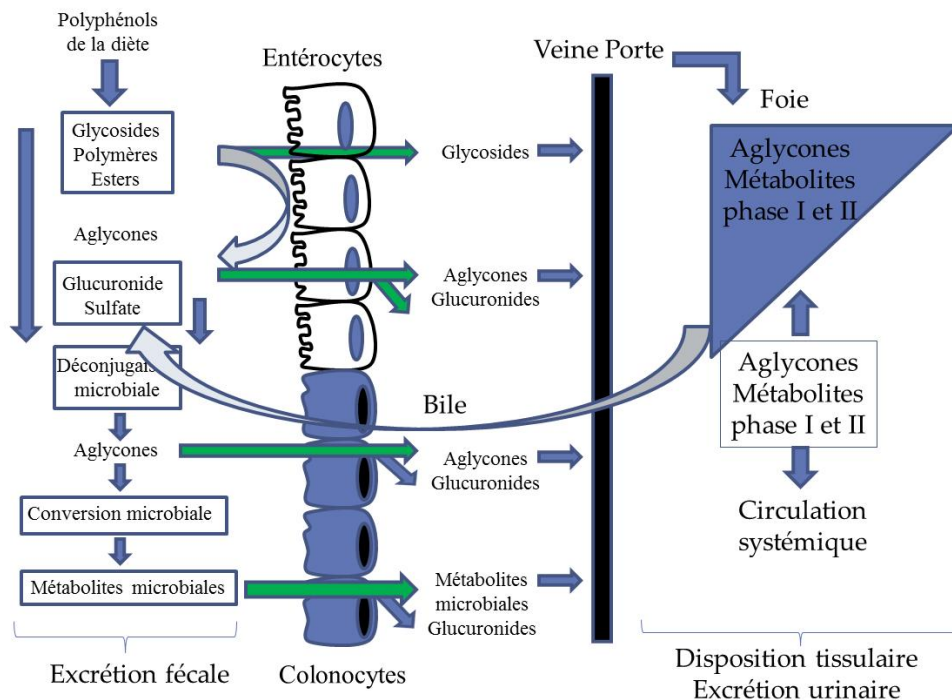 Polyphénols
de la diète
Glycosides
Polymères
Esters
Aglycones
Glucuronide
Sulfate
microbiale
Aglycones
Conversion microbiale
Métabolites microbiales
Excrétion fécale
Entérocytes
Colonocytes
Bile
Glycosides
Aglycones
Glucuronides
Aglycones
Glucuronides
Métabolites
microbiales
Glucuronides
Veine Porte
Foie
Aglycones
Métabolites
phase I et II
Aglycones
Métabolites
phase I et II
Circulation
systémique
Disposition tissulaire
Excrétion urinaire